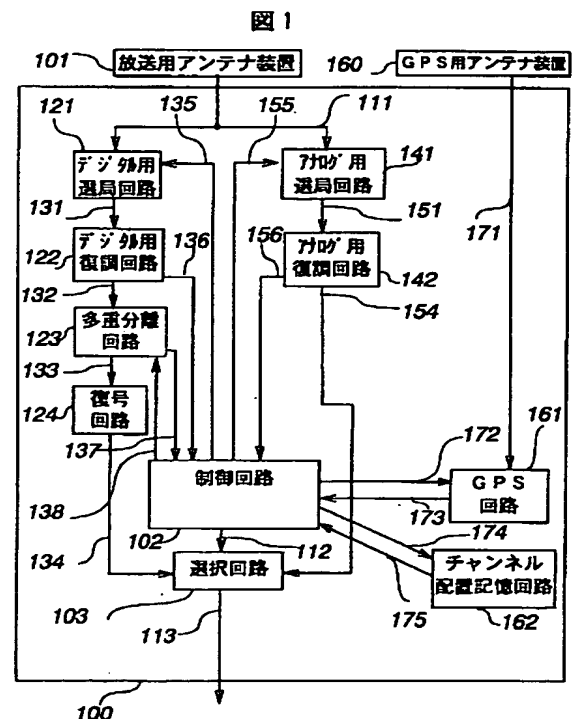 図1
101
放送用アンテナ装置
160
GPS用アンテナ装置
121
135
155
111
デジタル用
選局回路
アナログ用
選局回路
141
131
151
171
デジタル用
復調回路
122
136
156
アナログ用
復調回路
142
132
154
多重分離
回路
123
133
復号
回路
124
137
172
161
制御回路
GPS
回路
138
173
174
102
112
134
選択回路
チャンネル
配置記憶回路
103
113
175
162
100